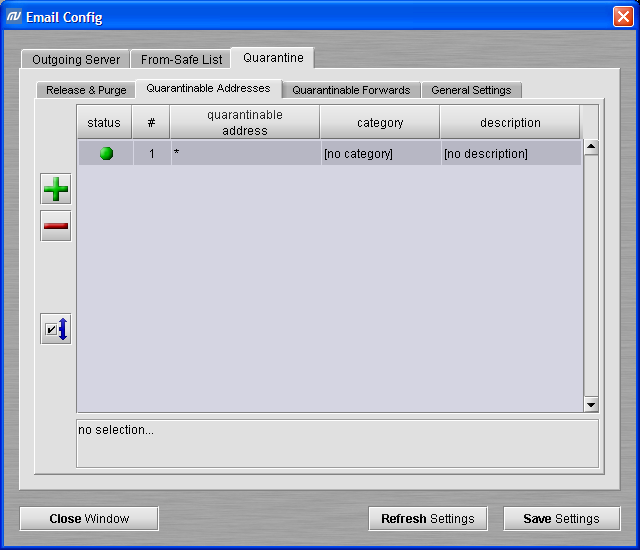 Email Config
Outgoing Server From-Safe List Quarantine
Release & Purge Quarantinable Addresses Quarantinable Forwards General Settings
status # quarantinable address category description
1 * [no category] [no description]
no selection...
Close Window Refresh Settings Save Settings